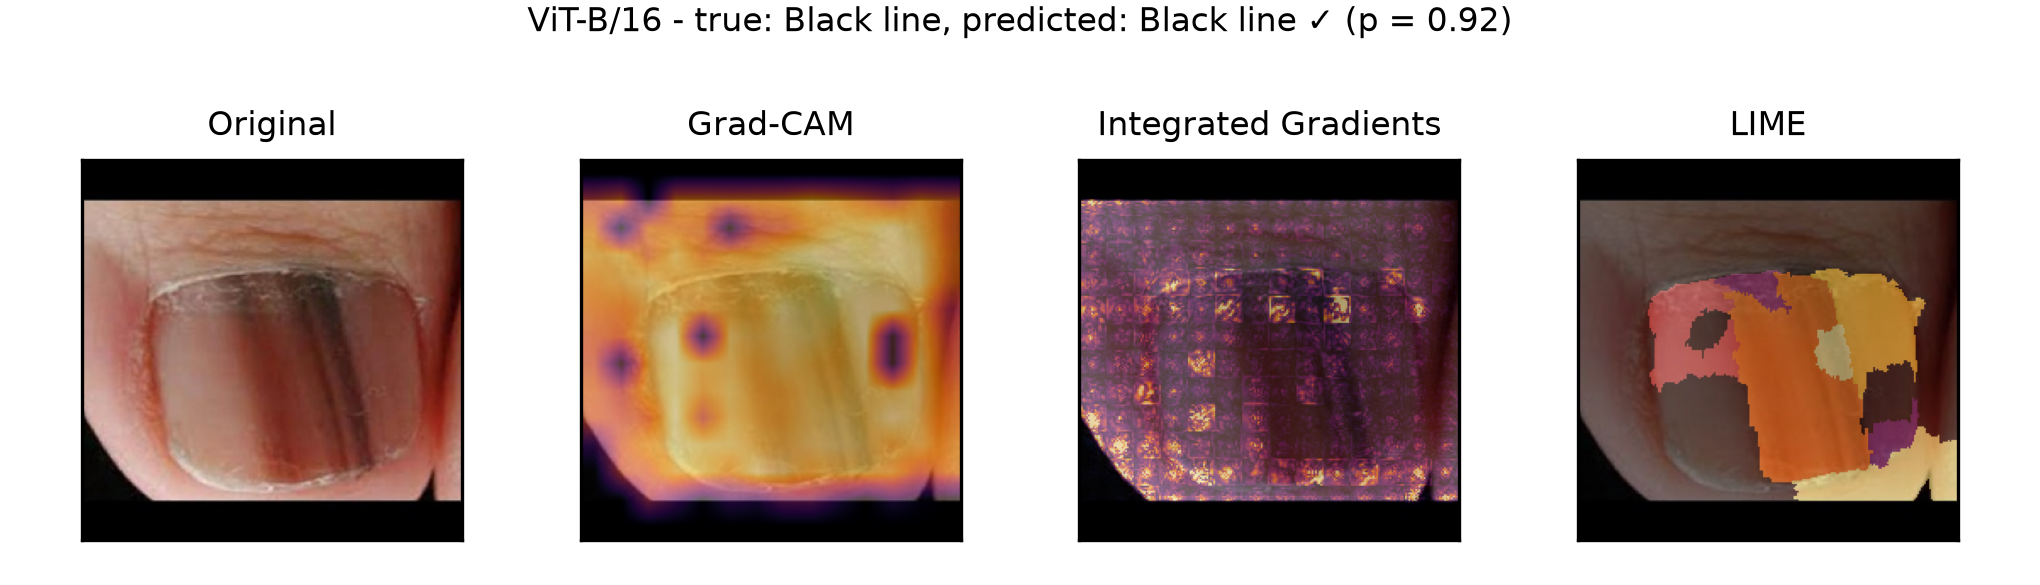 ViT-B/16 - true: Black line, predicted: Black line ✓ (p = 0.92)
Original
Grad-CAM
Integrated Gradients
LIME